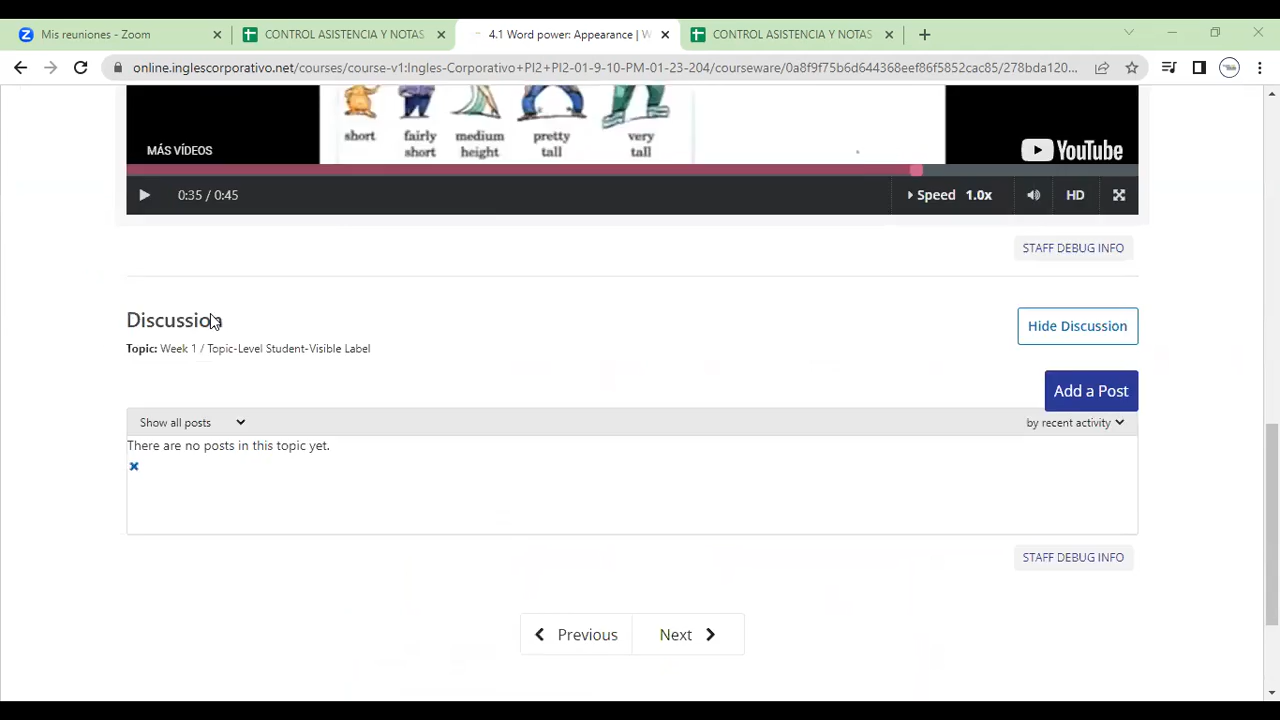 Mis reuniones - Zoom
CONTROL ASISTENCIA Y NOTAS
4.1 Word power: Appearance | W
CONTROL ASISTENCIA Y NOTAS
online.inglescorporativo.net/courses/course-v1:Ingles-Corporativo+PI2+PI2-01-9-10-PM-01-23-204/courseware/0a8f9f75b6d644368eef86f5852cac85/278bda120...
short
fairly short
medium height
pretty tall
very tall
MÁS VÍDEOS
YouTube
0:35 / 0:45
Speed 1.0x
HD
STAFF DEBUG INFO
Discussion
Hide Discussion
Topic: Week 1 / Topic-Level Student-Visible Label
Add a Post
Show all posts
by recent activity
There are no posts in this topic yet.
STAFF DEBUG INFO
Previous
Next